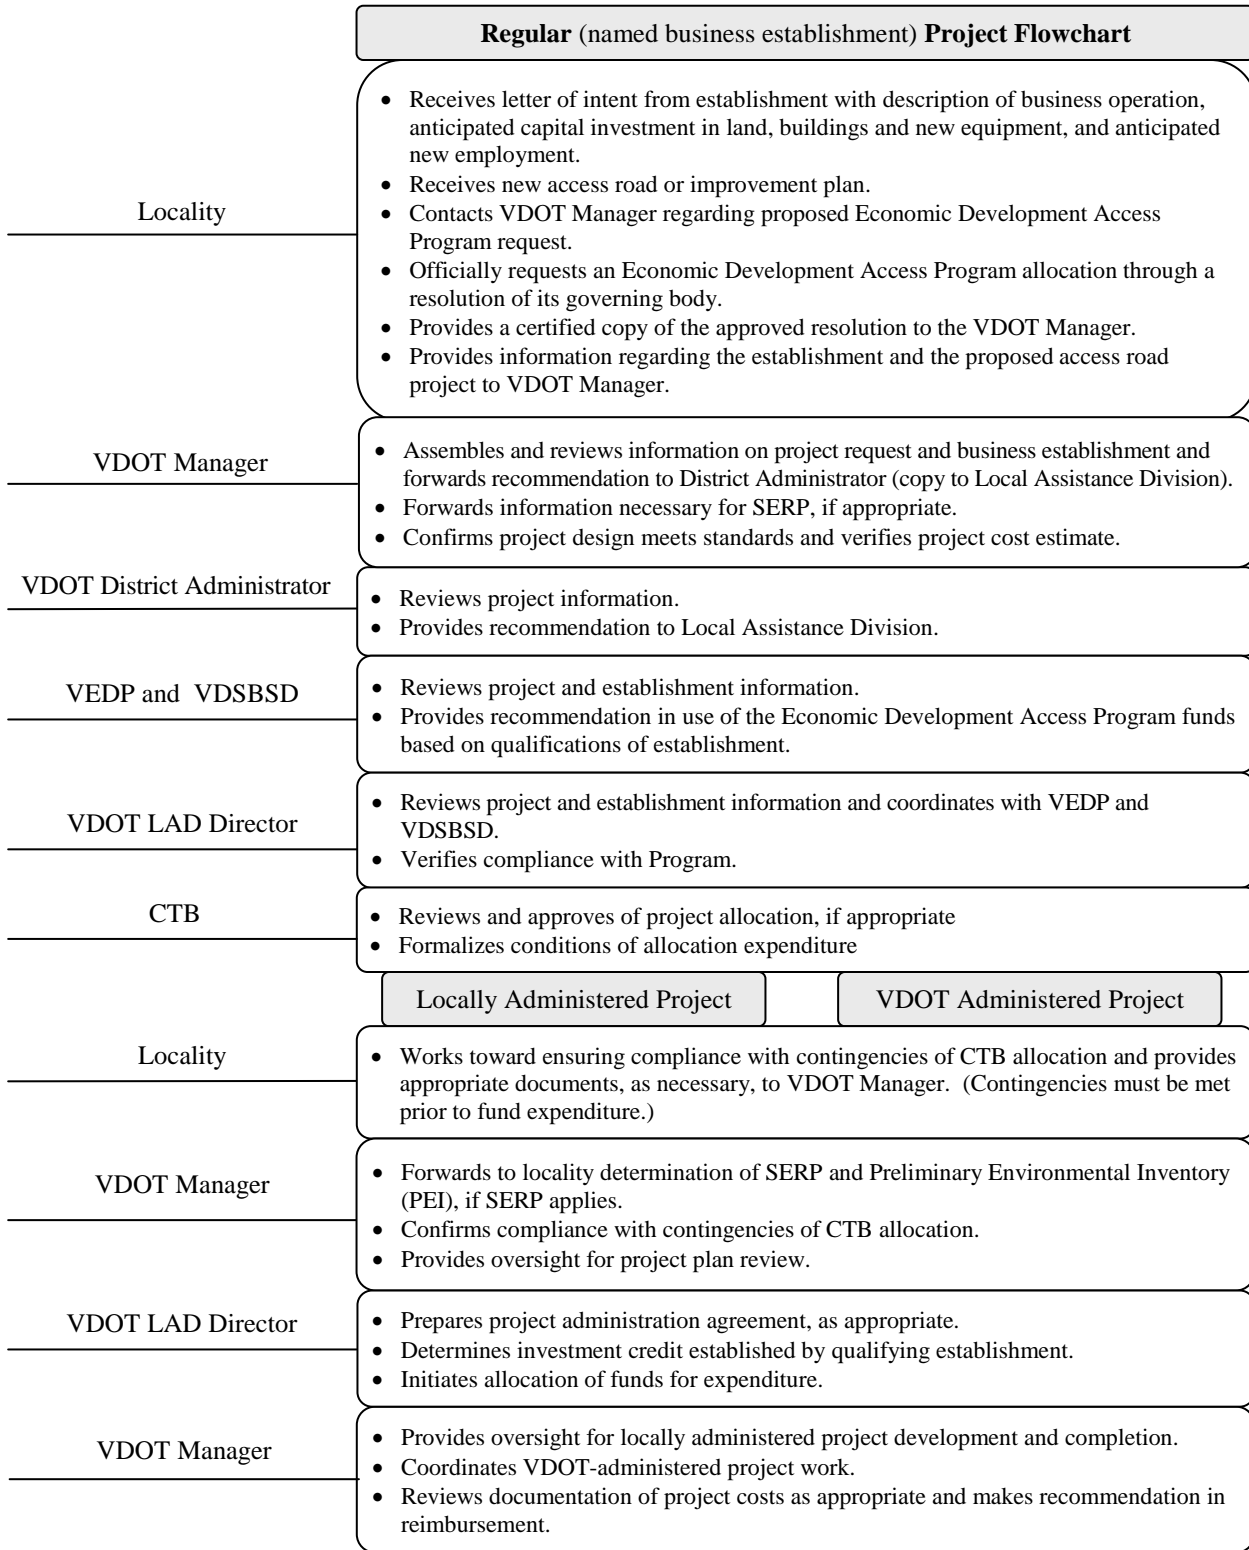 Regular (named business establishment) Project Flowchart
Locality
• Receives letter of intent from establishment with description of business operation,
anticipated capital investment in land, buildings and new equipment, and anticipated
new employment.
• Receives new access road or improvement plan.
• Contacts VDOT Manager regarding proposed Economic Development Access
Program request.
• Officially requests an Economic Development Access Program allocation through a
resolution of its governing body.
• Provides a certified copy of the approved resolution to the VDOT Manager.
• Provides information regarding the establishment and the proposed access road
project to VDOT Manager.
VDOT Manager
• Assembles and reviews information on project request and business establishment and
forwards recommendation to District Administrator (copy to Local Assistance Division).
• Forwards information necessary for SERP, if appropriate.
• Confirms project design meets standards and verifies project cost estimate.
VDOT District Administrator
• Reviews project information.
• Provides recommendation to Local Assistance Division.
VEDP and VDSBSD
• Reviews project and establishment information.
• Provides recommendation in use of the Economic Development Access Program funds
based on qualifications of establishment.
VDOT LAD Director
• Reviews project and establishment information and coordinates with VEDP and
VDSBSD.
• Verifies compliance with Program.
CTB
• Reviews and approves of project allocation, if appropriate
• Formalizes conditions of allocation expenditure
Locally Administered Project
VDOT Administered Project
Locality
• Works toward ensuring compliance with contingencies of CTB allocation and provides
appropriate documents, as necessary, to VDOT Manager. (Contingencies must be met
prior to fund expenditure.)
VDOT Manager
• Forwards to locality determination of SERP and Preliminary Environmental Inventory
(PEI), if SERP applies.
• Confirms compliance with contingencies of CTB allocation.
• Provides oversight for project plan review.
VDOT LAD Director
• Prepares project administration agreement, as appropriate.
• Determines investment credit established by qualifying establishment.
• Initiates allocation of funds for expenditure.
VDOT Manager
• Provides oversight for locally administered project development and completion.
• Coordinates VDOT-administered project work.
• Reviews documentation of project costs as appropriate and makes recommendation in
reimbursement.